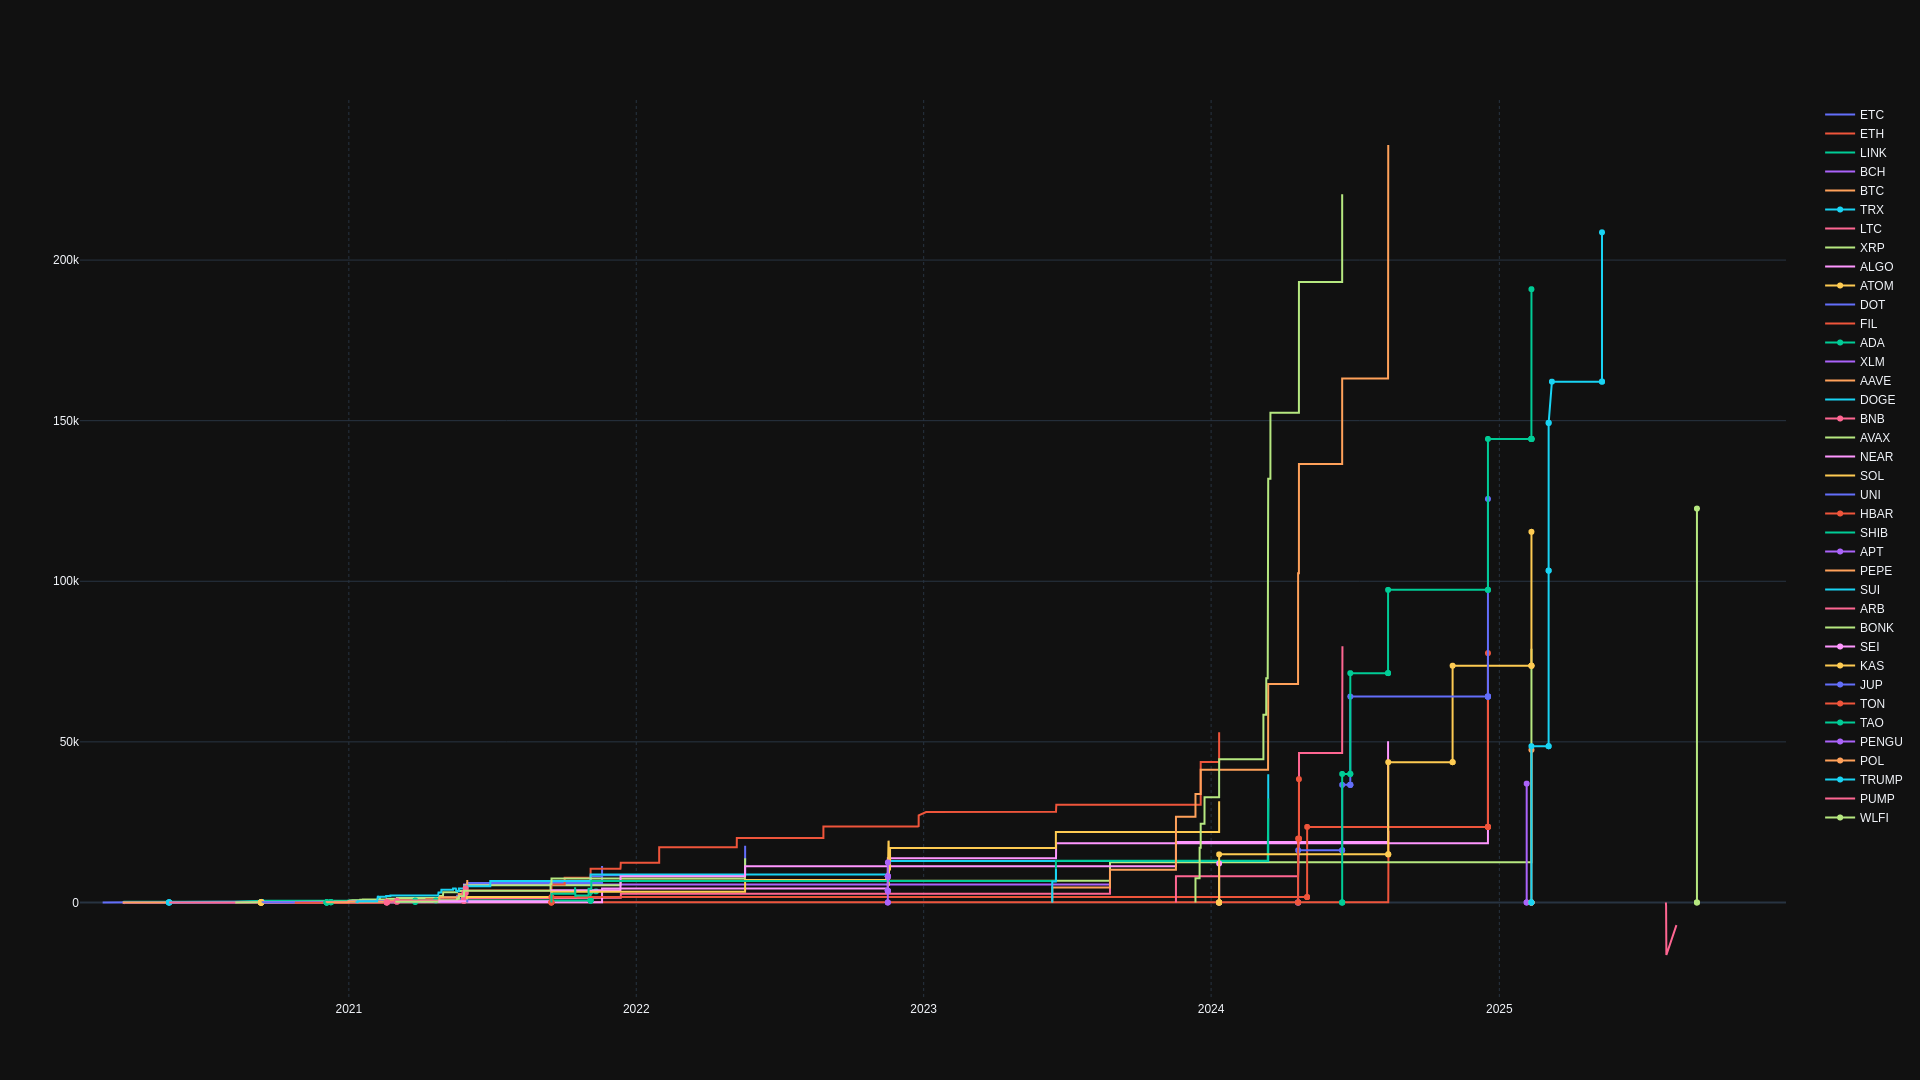 200k
150k
100k
50k
0
2021
2022
2023
2024
2025
ETC
ETH
LINK
BCH
BTC
TRX
LTC
XRP
ALGO
ATOM
DOT
FIL
ADA
XLM
AAVE
DOGE
BNB
AVAX
NEAR
SOL
UNI
HBAR
SHIB
APT
PEPE
SUI
ARB
BONK
SEI
KAS
JUP
TON
TAO
PENGU
POL
TRUMP
PUMP
WLFI